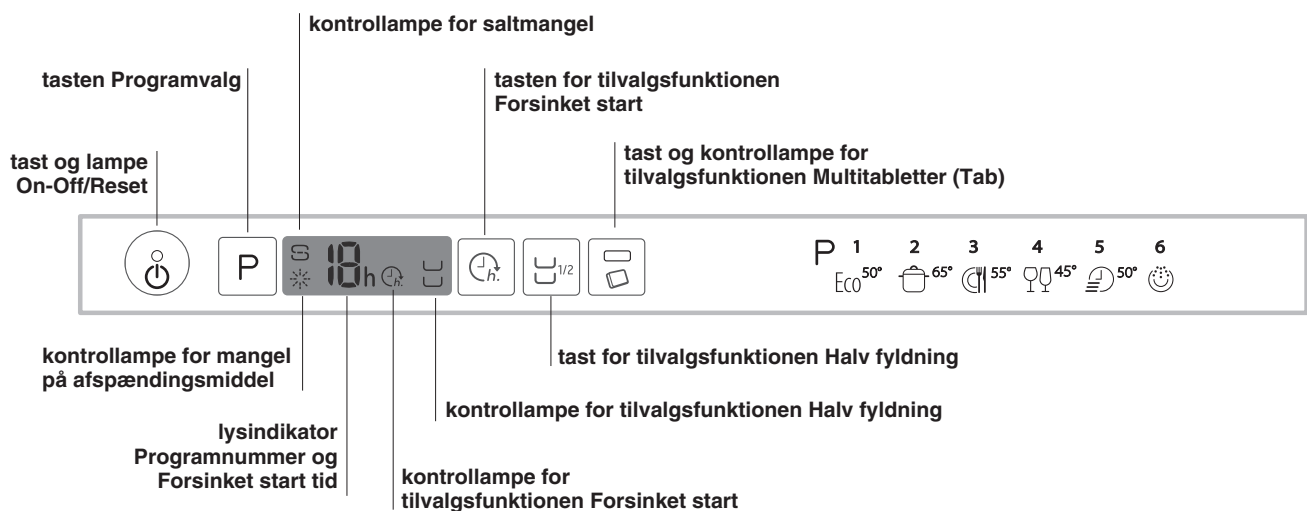 kontrollampe for saltmangel
tasten Programvalg
tasten for tilvalgsfunktionen
Forsinket start
tast og lampe
On-Off/Reset
tast og kontrollampe for
tilvalgsfunktionen Multitabletter (Tab)
P
S
18h
h.
h.
1/2
P 1 2 3 4 5 6
Eco 50° 65° 55° 45° 50°
kontrollampe for mangel
på afspændingsmiddel
tast for tilvalgsfunktionen Halv fyldning
kontrollampe for tilvalgsfunktionen Halv fyldning
lysindikator
Programnummer og
Forsinket start tid
kontrollampe for
tilvalgsfunktionen Forsinket start